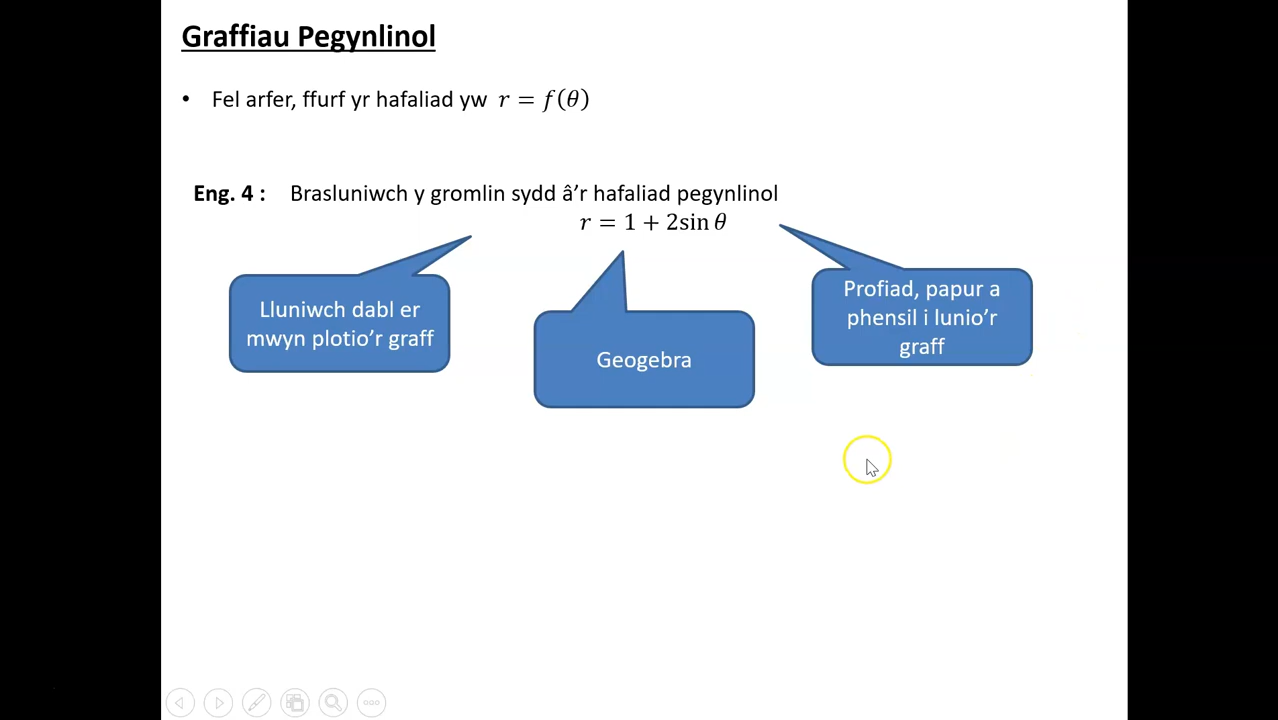 Graffiau Pegynlinol
• Fel arfer, ffurf yr hafaliad yw r = f(θ)
Eng. 4 : Brasluniwch y gromlin sydd â’r hafaliad pegynlinol
r = 1 + 2sin θ
Lluniwch dabl er
mwyn plotio’r graff
Geogebra
Profiad, papur a
phensil i lunio’r
graff